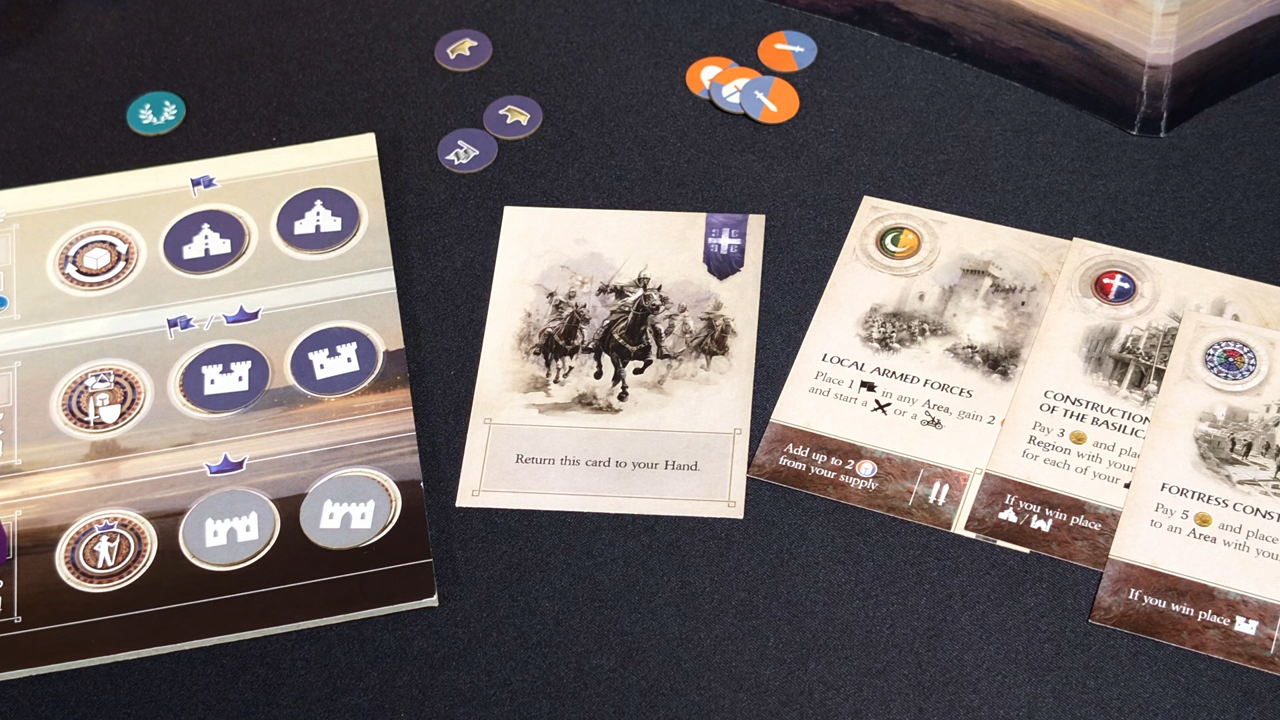 Return this card to your Hand.
LOCAL ARMED FORCES
Place 1 in any Area, gain 2
and start a or a
Add up to 2
from your supply
CONSTRUCTION
OF THE BASILIC
Pay 3 and pla
Region with your
for each of your
If you win place
/
FORTRESS CONST
Pay 5 and place
to an Area with you
If you win place